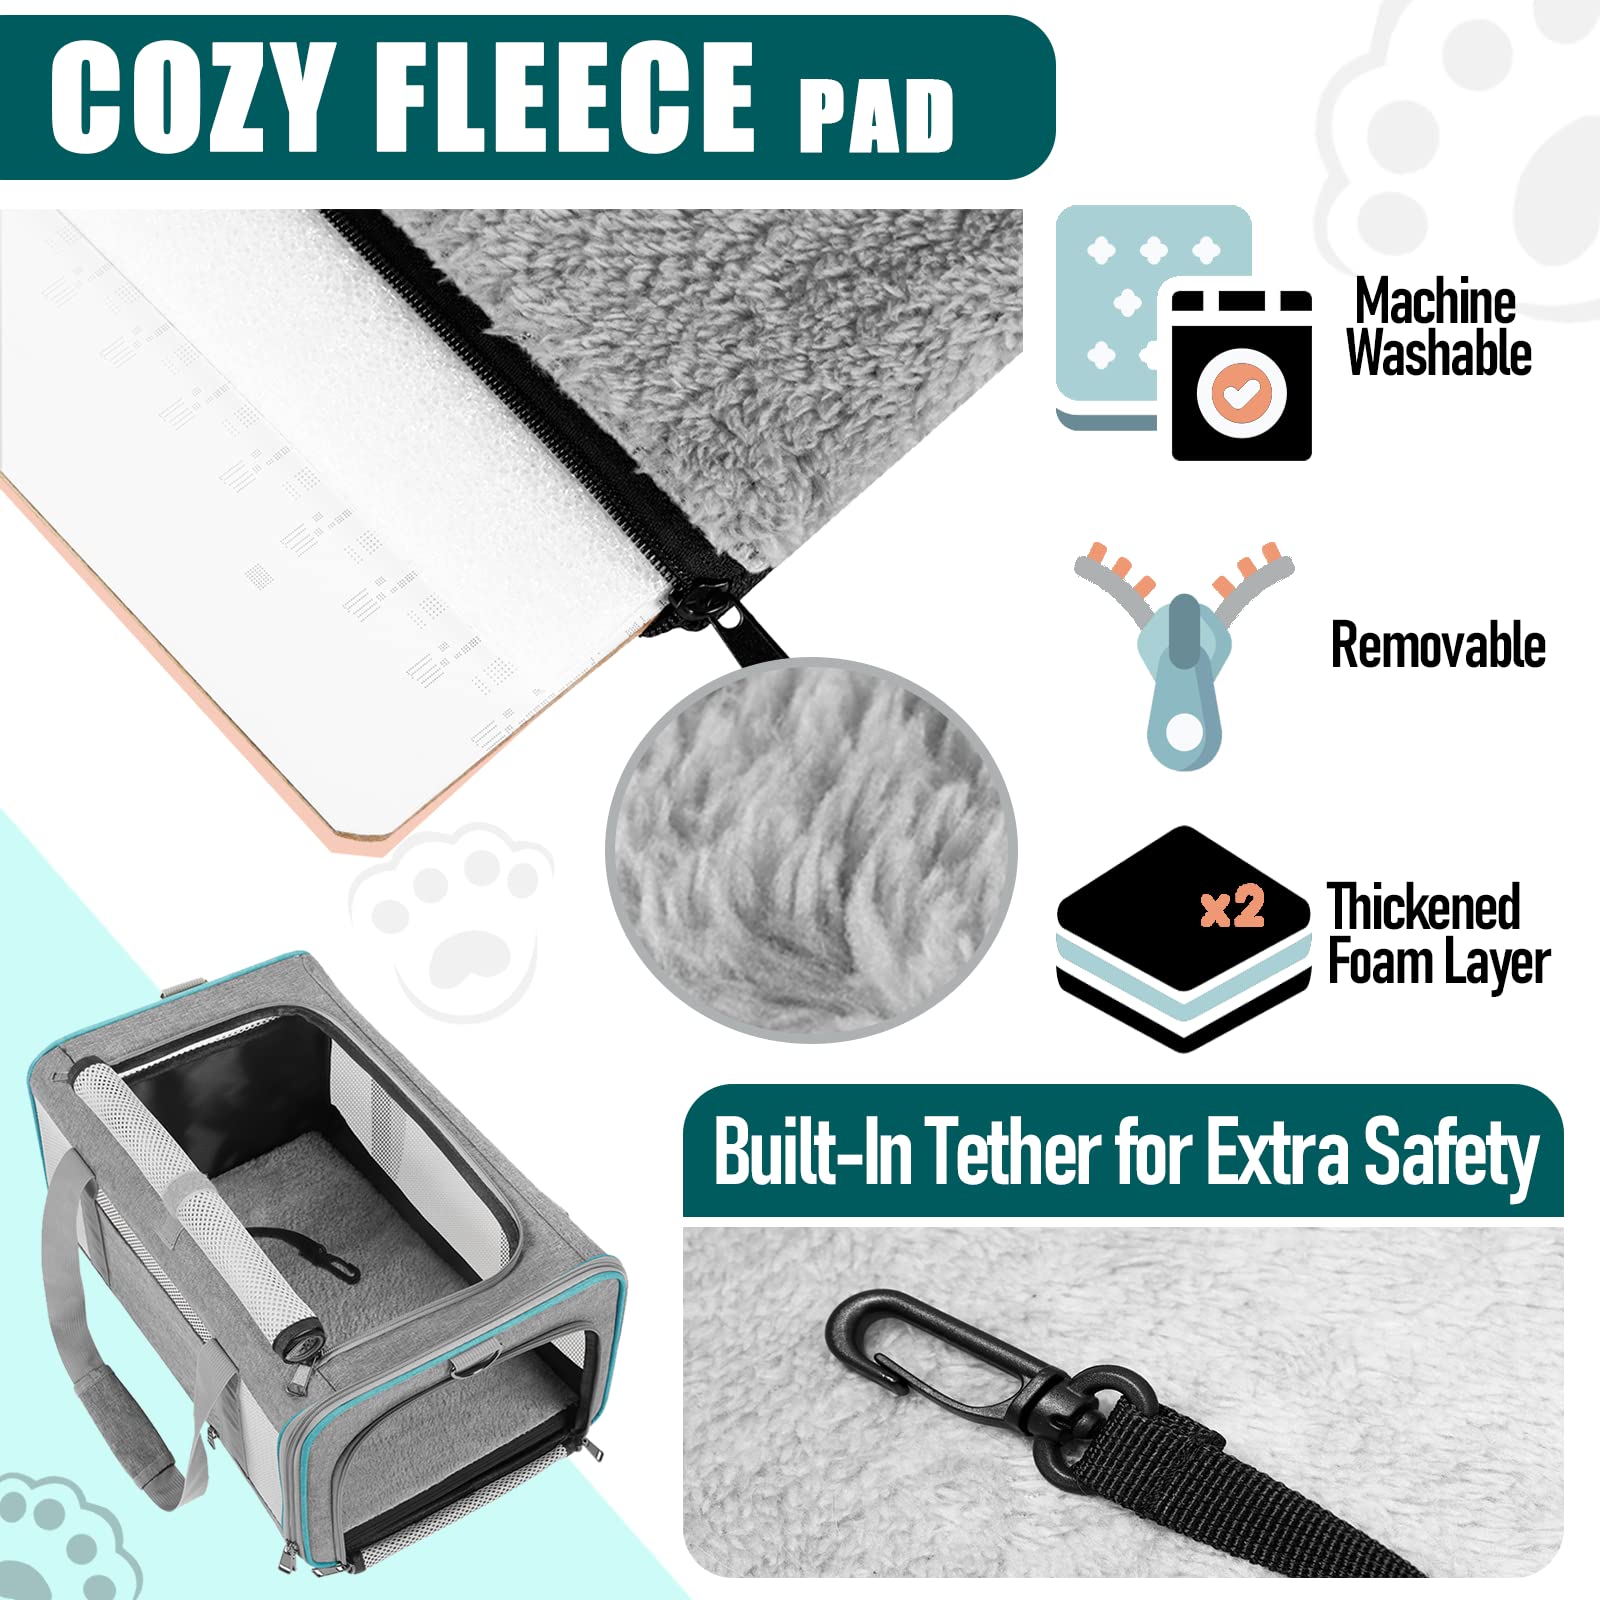 COZY FLEECE PAD
Machine
Washable
Removable
x2
Thickened
Foam Layer
Built-In Tether for Extra Safety